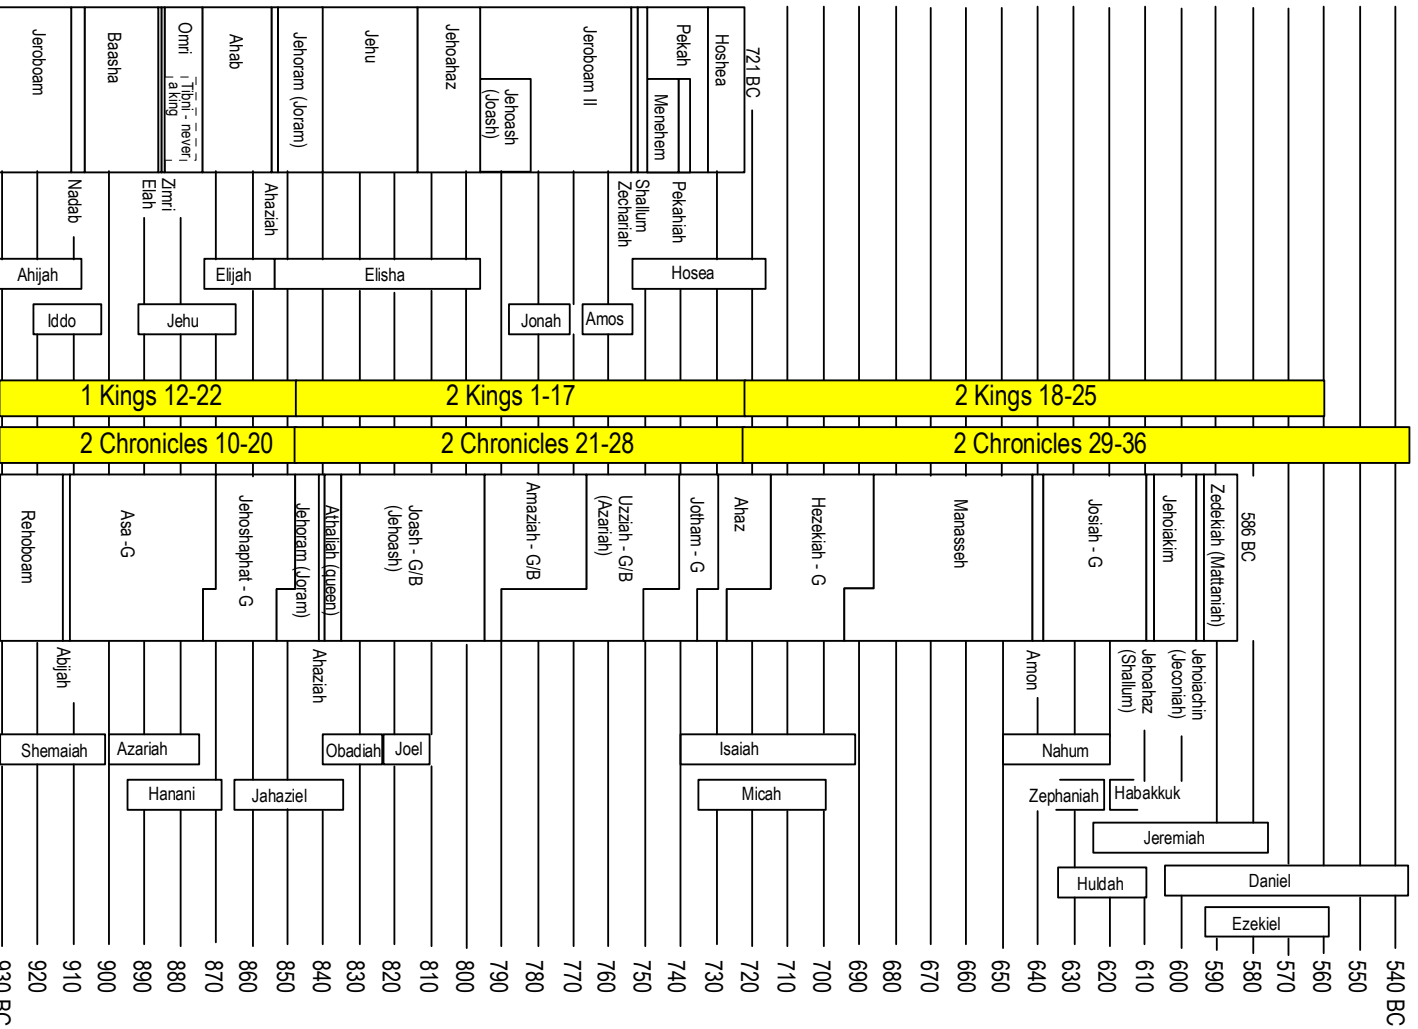 Jeroboam
Baasha
Omri
Tibni - never
a king
Ahab
Jehoram (Joram)
Jehu
Jehoahaz
Jehoash
(Joash)
Jeroboam II
Pekah
Menehem
Hoshea
721 BC
Nadab
Elah
Zimri
Ahaziah
Zechariah
Shallum
Pekahiah
Ahijah
Elijah
Elisha
Hosea
Iddo
Jehu
Jonah
Amos
1 Kings 12-22
2 Kings 1-17
2 Kings 18-25
2 Chronicles 10-20
2 Chronicles 21-28
2 Chronicles 29-36
Rehoboam
Asa -G
Jehoshaphat - G
Jehoram (Joram)
Athaliah (queen)
Joash - G/B
(Jehoash)
Amaziah - G/B
Uzziah - G/B
(Azariah)
Jotham - G
Ahaz
Hezekiah - G
Manasseh
Josiah - G
Jehoiakim
Zedekiah (Mattaniah)
586 BC
Abijah
Ahaziah
Amon
Jehoahaz
(Shallum)
Jehoiachin
(Jeconiah)
Shemaiah
Azariah
Obadiah
Joel
Isaiah
Nahum
Hanani
Jahaziel
Micah
Zephaniah
Habakkuk
Jeremiah
Huldah
Daniel
Ezekiel
930 BC
920
910
900
890
880
870
860
850
840
830
820
810
800
790
780
770
760
750
740
730
720
710
700
690
680
670
660
650
640
630
620
610
600
590
580
570
560
550
540 BC